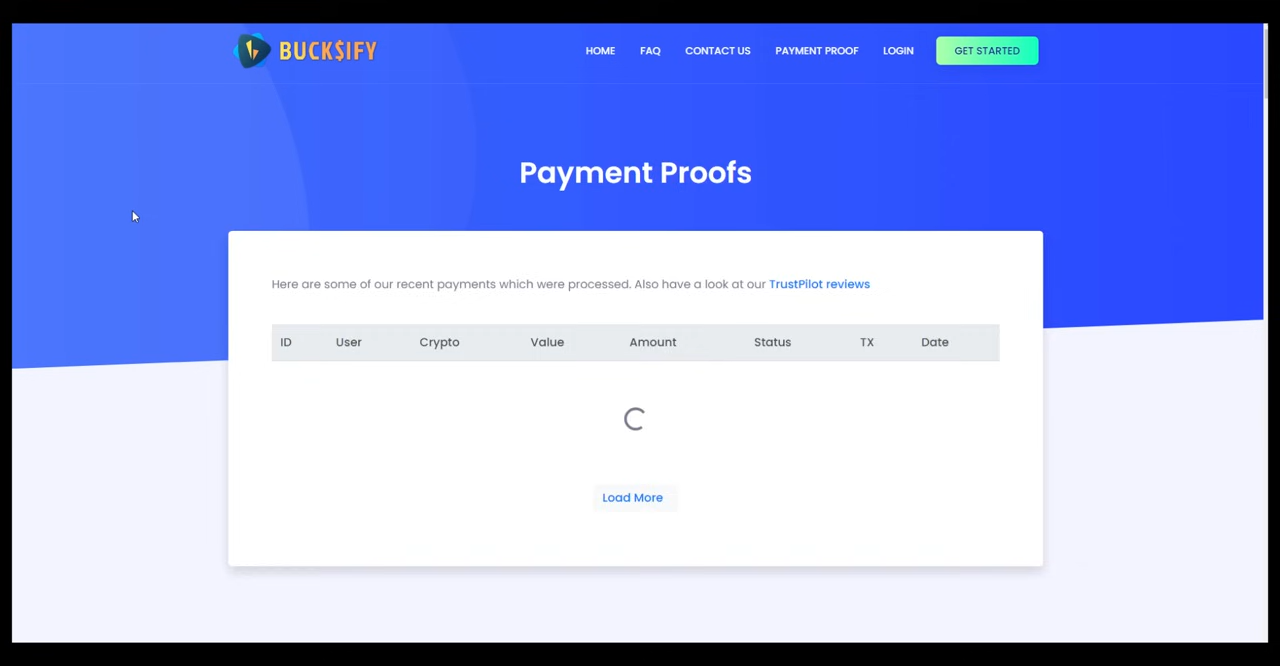 BUCK$IFY
HOME FAQ CONTACT US PAYMENT PROOF LOGIN GET STARTED
Payment Proofs
Here are some of our recent payments which were processed. Also have a look at our TrustPilot reviews
ID User Crypto Value Amount Status TX Date
Load More